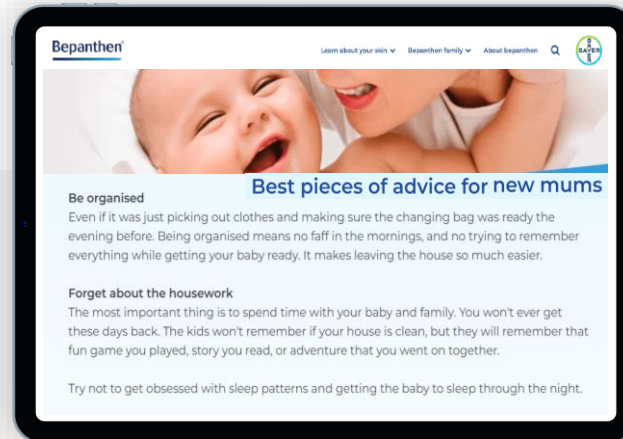 Bepanthen®
Learn about your skin
Bepanthen family
About bepanthen
BAYER
BAYER
Best pieces of advice for new mums
Be organised
Even if it was just picking out clothes and making sure the changing bag was ready the
evening before. Being organised means no faff in the mornings, and no trying to remember
everything while getting your baby ready. It makes leaving the house so much easier.
Forget about the housework
The most important thing is to spend time with your baby and family. You won't ever get
these days back. The kids won't remember if your house is clean, but they will remember that
fun game you played, story you read, or adventure that you went on together.
Try not to get obsessed with sleep patterns and getting the baby to sleep through the night.